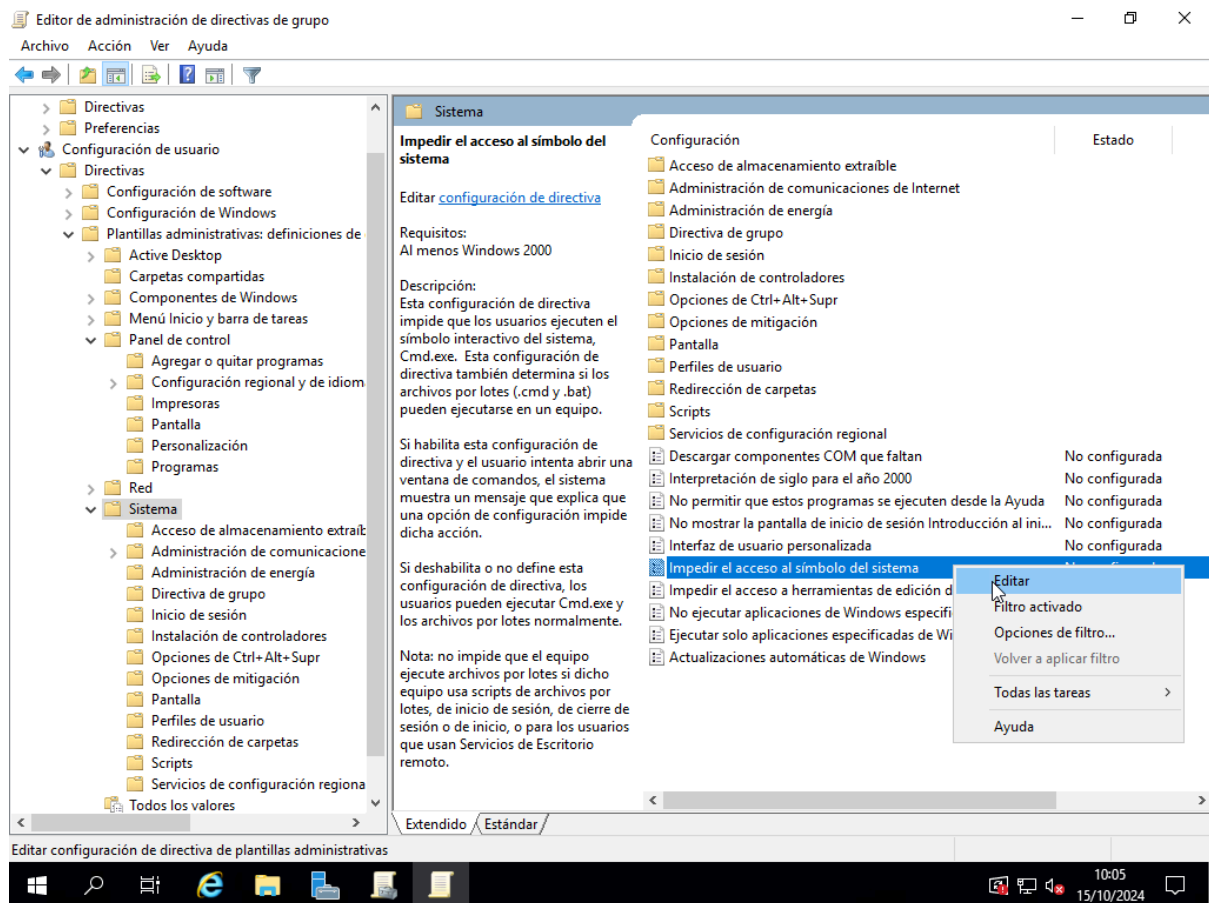 Editor de administración de directivas de grupo
Archivo Acción Ver Ayuda
Directivas
Preferencias
Configuración de usuario
Directivas
Configuración de software
Configuración de Windows
Plantillas administrativas: definiciones de
Active Desktop
Carpetas compartidas
Componentes de Windows
Menú Inicio y barra de tareas
Panel de control
Agregar o quitar programas
Configuración regional y de idiom
Impresoras
Pantalla
Personalización
Programas
Red
Sistema
Acceso de almacenamiento extraíb
Administración de comunicacione
Administración de energía
Directiva de grupo
Inicio de sesión
Instalación de controladores
Opciones de Ctrl+Alt+Supr
Opciones de mitigación
Pantalla
Perfiles de usuario
Redirección de carpetas
Scripts
Servicios de configuración regiona
Todos los valores
Sistema
Impedir el acceso al símbolo del
sistema
Editar configuración de directiva
Requisitos:
Al menos Windows 2000
Descripción:
Esta configuración de directiva
impide que los usuarios ejecuten el
símbolo interactivo del sistema,
Cmd.exe. Esta configuración de
directiva también determina si los
archivos por lotes (.cmd y .bat)
pueden ejecutarse en un equipo.
Si habilita esta configuración de
directiva y el usuario intenta abrir una
ventana de comandos, el sistema
muestra un mensaje que explica que
una opción de configuración impide
dicha acción.
Si deshabilita o no define esta
configuración de directiva, los
usuarios pueden ejecutar Cmd.exe y
los archivos por lotes normalmente.
Nota: no impide que el equipo
ejecute archivos por lotes si dicho
equipo usa scripts de archivos por
lotes, de inicio de sesión, de cierre de
sesión o de inicio, o para los usuarios
que usan Servicios de Escritorio
remoto.
Configuración Estado
Acceso de almacenamiento extraíble
Administración de comunicaciones de Internet
Administración de energía
Directiva de grupo
Inicio de sesión
Instalación de controladores
Opciones de Ctrl+Alt+Supr
Opciones de mitigación
Pantalla
Perfiles de usuario
Redirección de carpetas
Scripts
Servicios de configuración regional
Descargar componentes COM que faltan No configurada
Interpretación de siglo para el año 2000 No configurada
No permitir que estos programas se ejecuten desde la Ayuda No configurada
No mostrar la pantalla de inicio de sesión Introducción al ini... No configurada
Interfaz de usuario personalizada No configurada
Impedir el acceso al símbolo del sistema
Impedir el acceso a herramientas de edición d
No ejecutar aplicaciones de Windows especifi
Ejecutar solo aplicaciones especificadas de Wi
Actualizaciones automáticas de Windows
Editar
Filtro activado
Opciones de filtro...
Volver a aplicar filtro
Todas las tareas
Ayuda
Extendido Estándar
Editar configuración de directiva de plantillas administrativas
10:05
15/10/2024